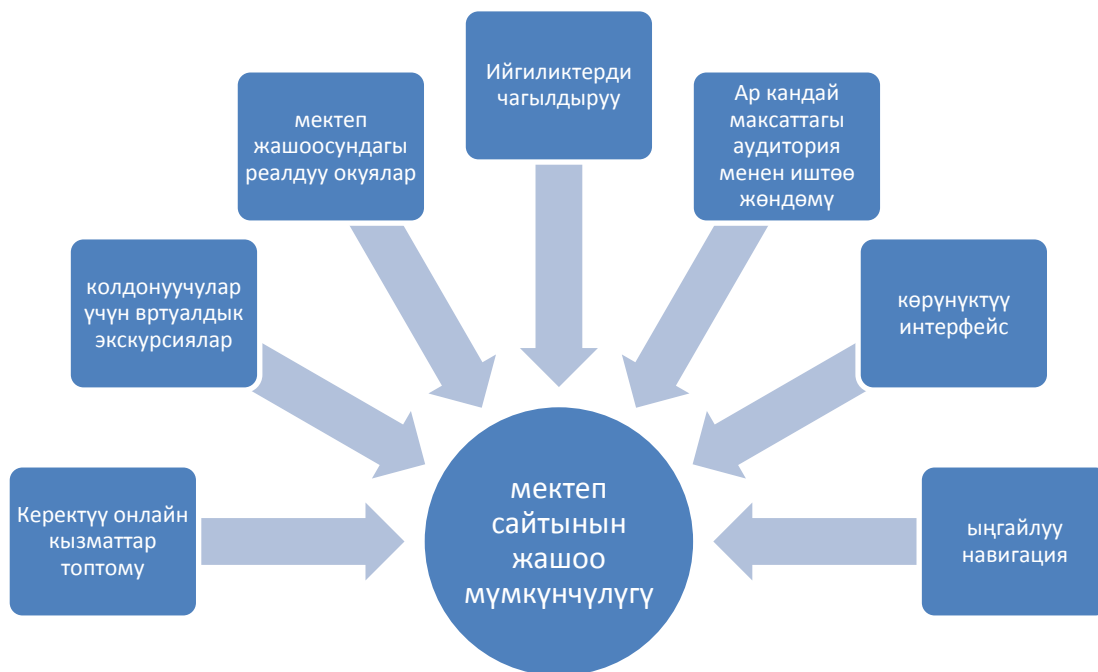 Керектүү онлайн
кызматтар
топтому
колдонуучулар
үчүн вртуалдык
экскурсиялар
мектеп
жашоосундагы
реалдуу окуялар
Ийгиликтерди
чагылдыруу
Ар кандай
максаттагы
аудитория
менен иштөө
жөндөмү
көрүнүктүү
интерфейс
ыңгайлуу
навигация
мектеп
сайтынын
жашоо
мүмкүнчүлүгү